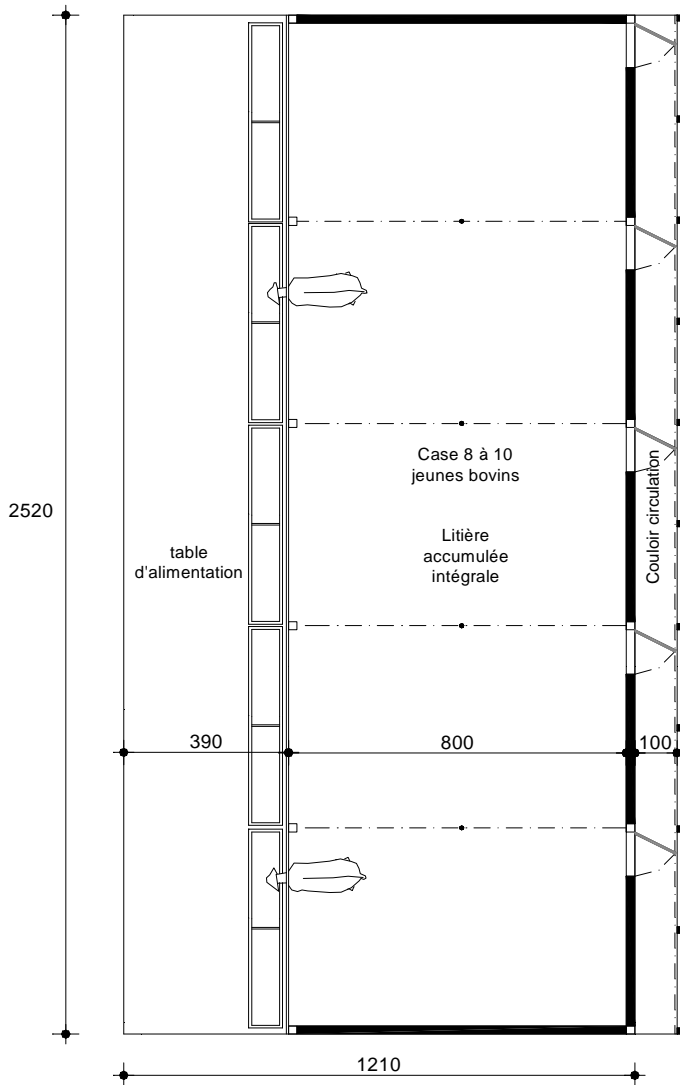 Case 8 à 10
jeunes bovins
Litière
accumulée
intégrale
table
d'alimentation
Couloir circulation
2520
390
800
100
1210